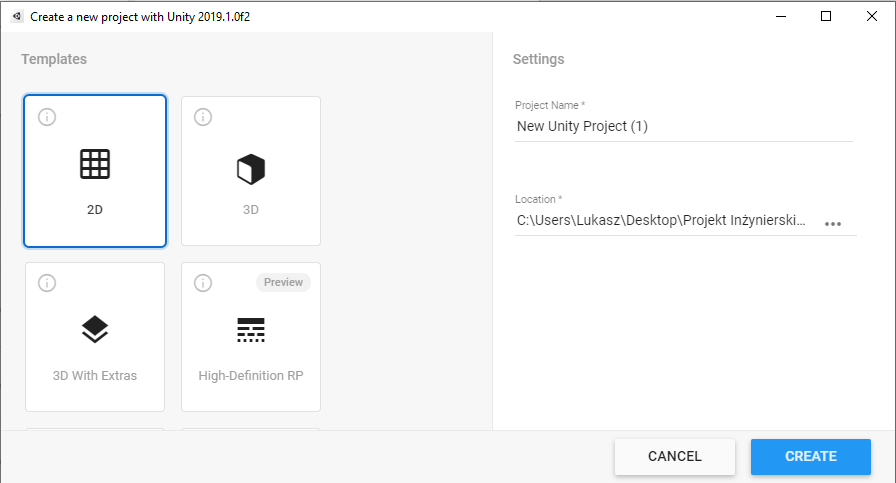 Create a new project with Unity 2019.1.0f2
Templates
2D
3D
3D With Extras
Preview
High-Definition RP
Settings
Project Name *
New Unity Project (1)
Location *
C:\Users\Lukasz\Desktop\Projekt Inżynierski...
CANCEL
CREATE